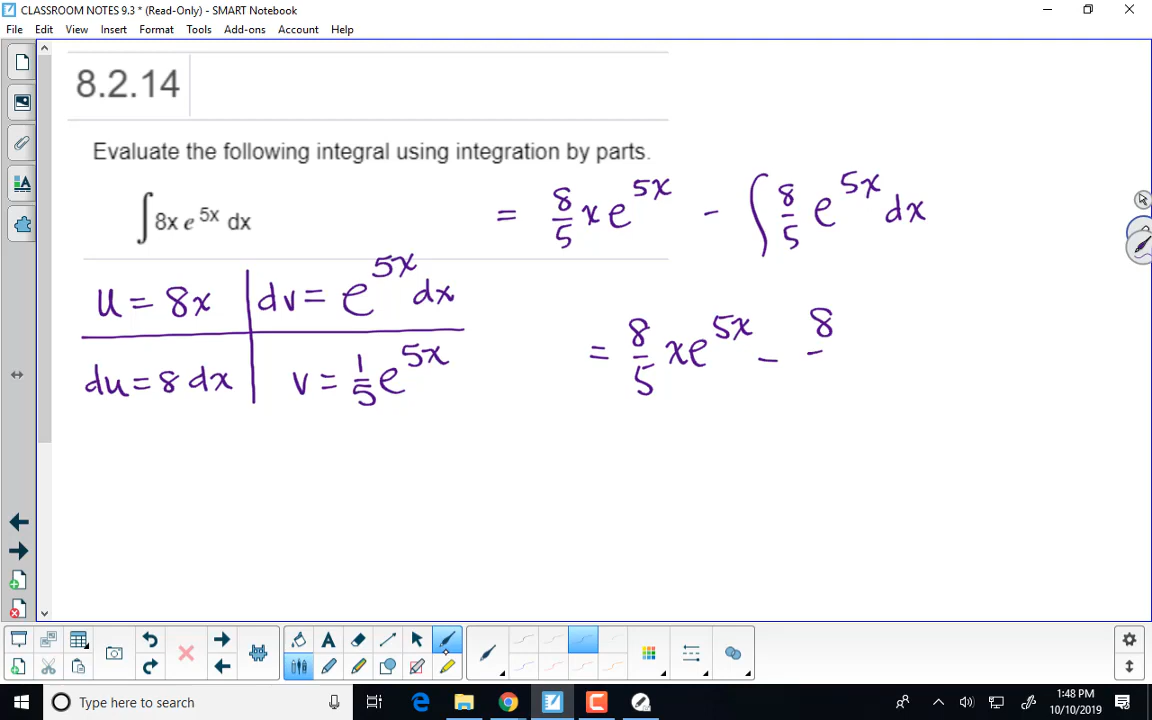 CLASSROOM NOTES 9.3 * (Read-Only) - SMART Notebook
File Edit View Insert Format Tools Add-ons Account Help
8.2.14
Evaluate the following integral using integration by parts.
∫ 8x e^{5x} dx
= 8/5 x e^{5x} - ∫ 8/5 e^{5x} dx
u = 8x | dv = e^{5x} dx
du = 8 dx | v = 1/5 e^{5x}
= 8/5 x e^{5x} - 8
Type here to search
1:48 PM
10/10/2019